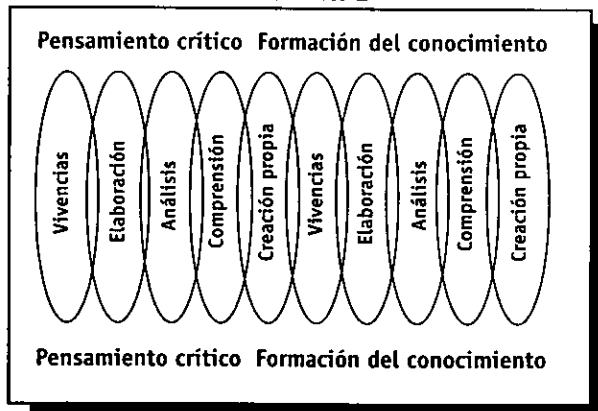 Pensamiento crítico Formación del conocimiento
Vivencias
Elaboración
Análisis
Comprensión
Creación propia
Vivencias
Elaboración
Análisis
Comprensión
Creación propia
Pensamiento crítico Formación del conocimiento